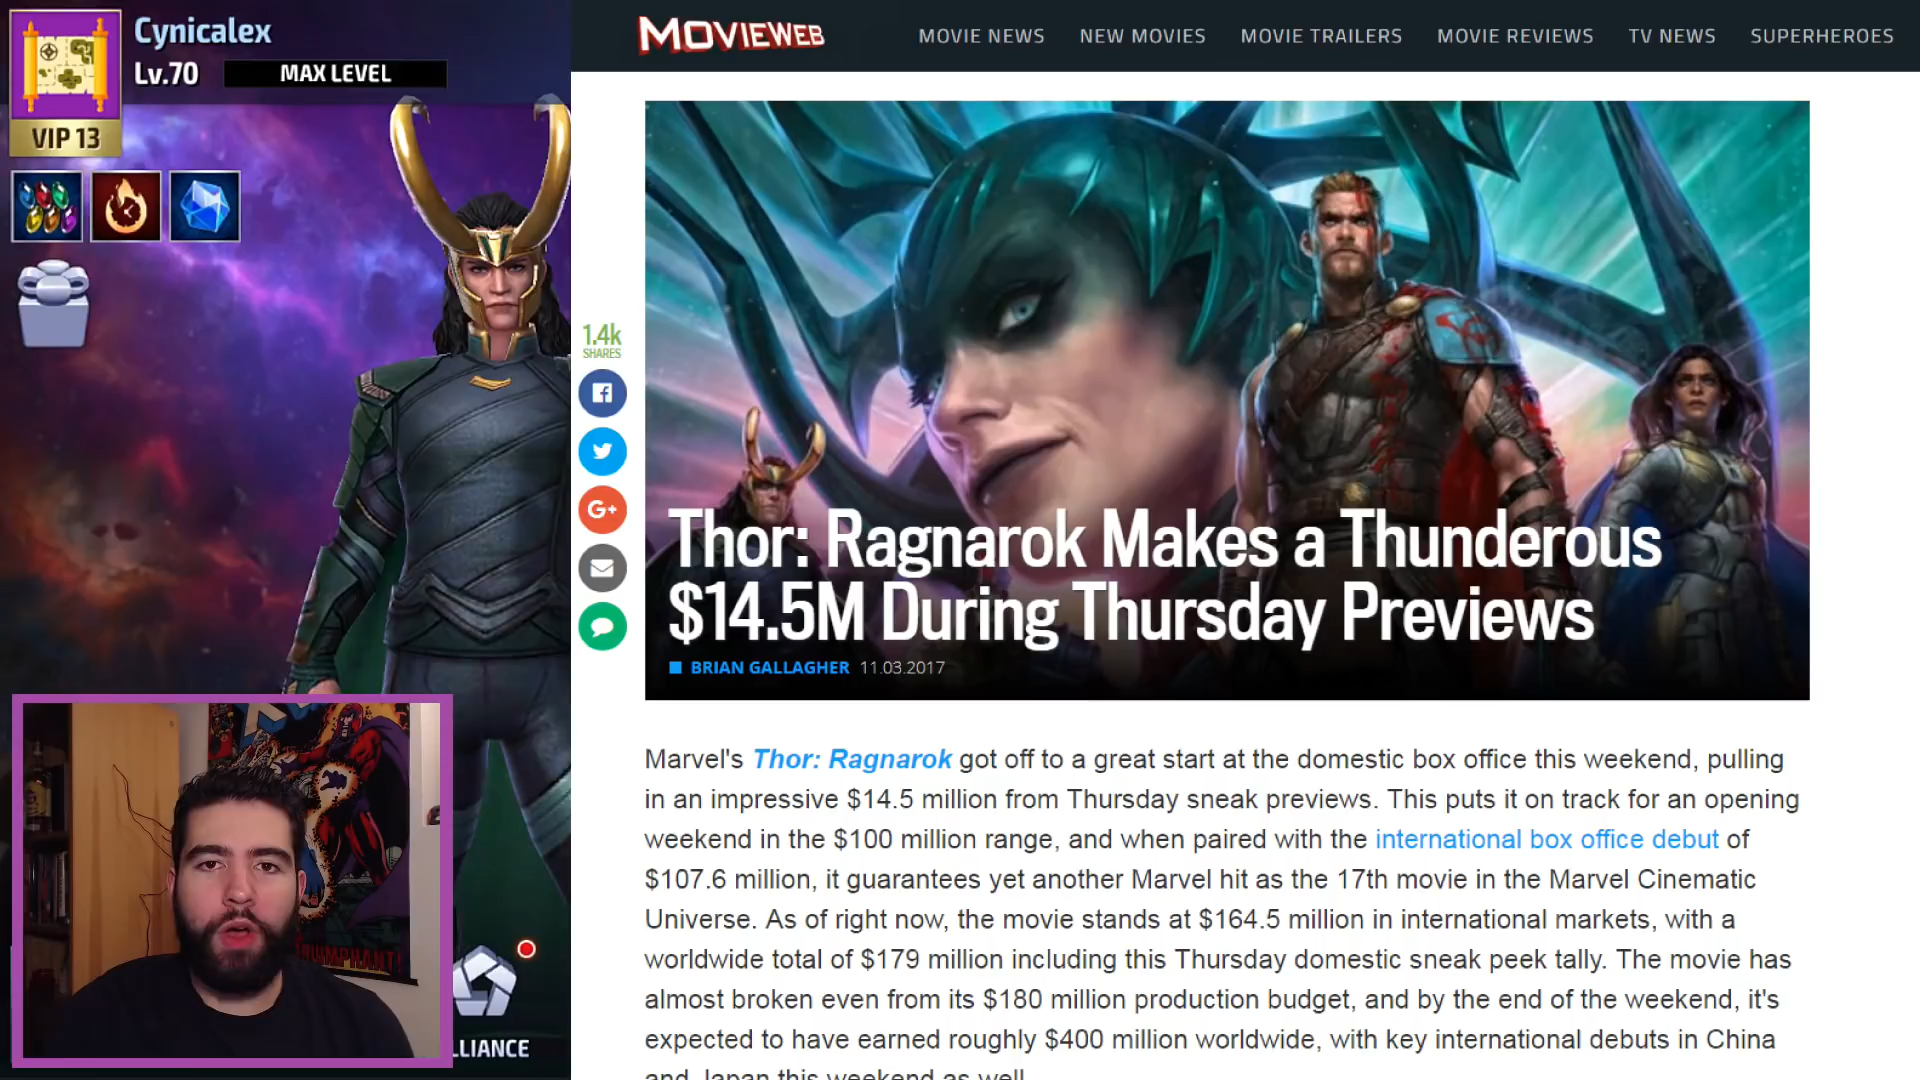 Cynicalex
Lv.70 MAX LEVEL
VIP 13
MOVIEWEB
MOVIE NEWS NEW MOVIES MOVIE TRAILERS MOVIE REVIEWS TV NEWS SUPERHEROES
1.4k
SHARES
G+
Thor: Ragnarok Makes a Thunderous
$14.5M During Thursday Previews
BRIAN GALLAGHER 11.03.2017
Marvel's Thor: Ragnarok got off to a great start at the domestic box office this weekend, pulling
in an impressive $14.5 million from Thursday sneak previews. This puts it on track for an opening
weekend in the $100 million range, and when paired with the international box office debut of
$107.6 million, it guarantees yet another Marvel hit as the 17th movie in the Marvel Cinematic
Universe. As of right now, the movie stands at $164.5 million in international markets, with a
worldwide total of $179 million including this Thursday domestic sneak peek tally. The movie has
almost broken even from its $180 million production budget, and by the end of the weekend, it's
expected to have earned roughly $400 million worldwide, with key international debuts in China
and Japan this weekend as well.
TRIUMPHANT!
LLIANCE